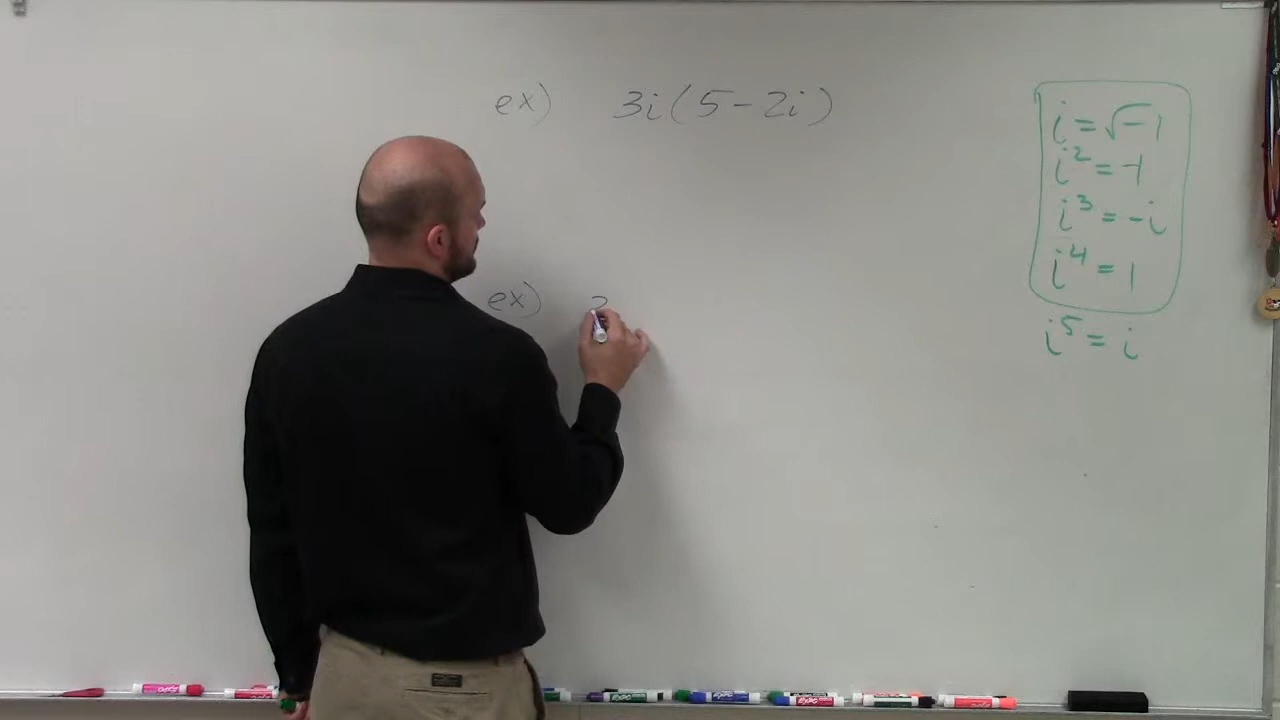 ex) 3i(5-2i)
ex)
i = √-1
i² = -1
i³ = -i
i⁴ = 1
i⁵ = i